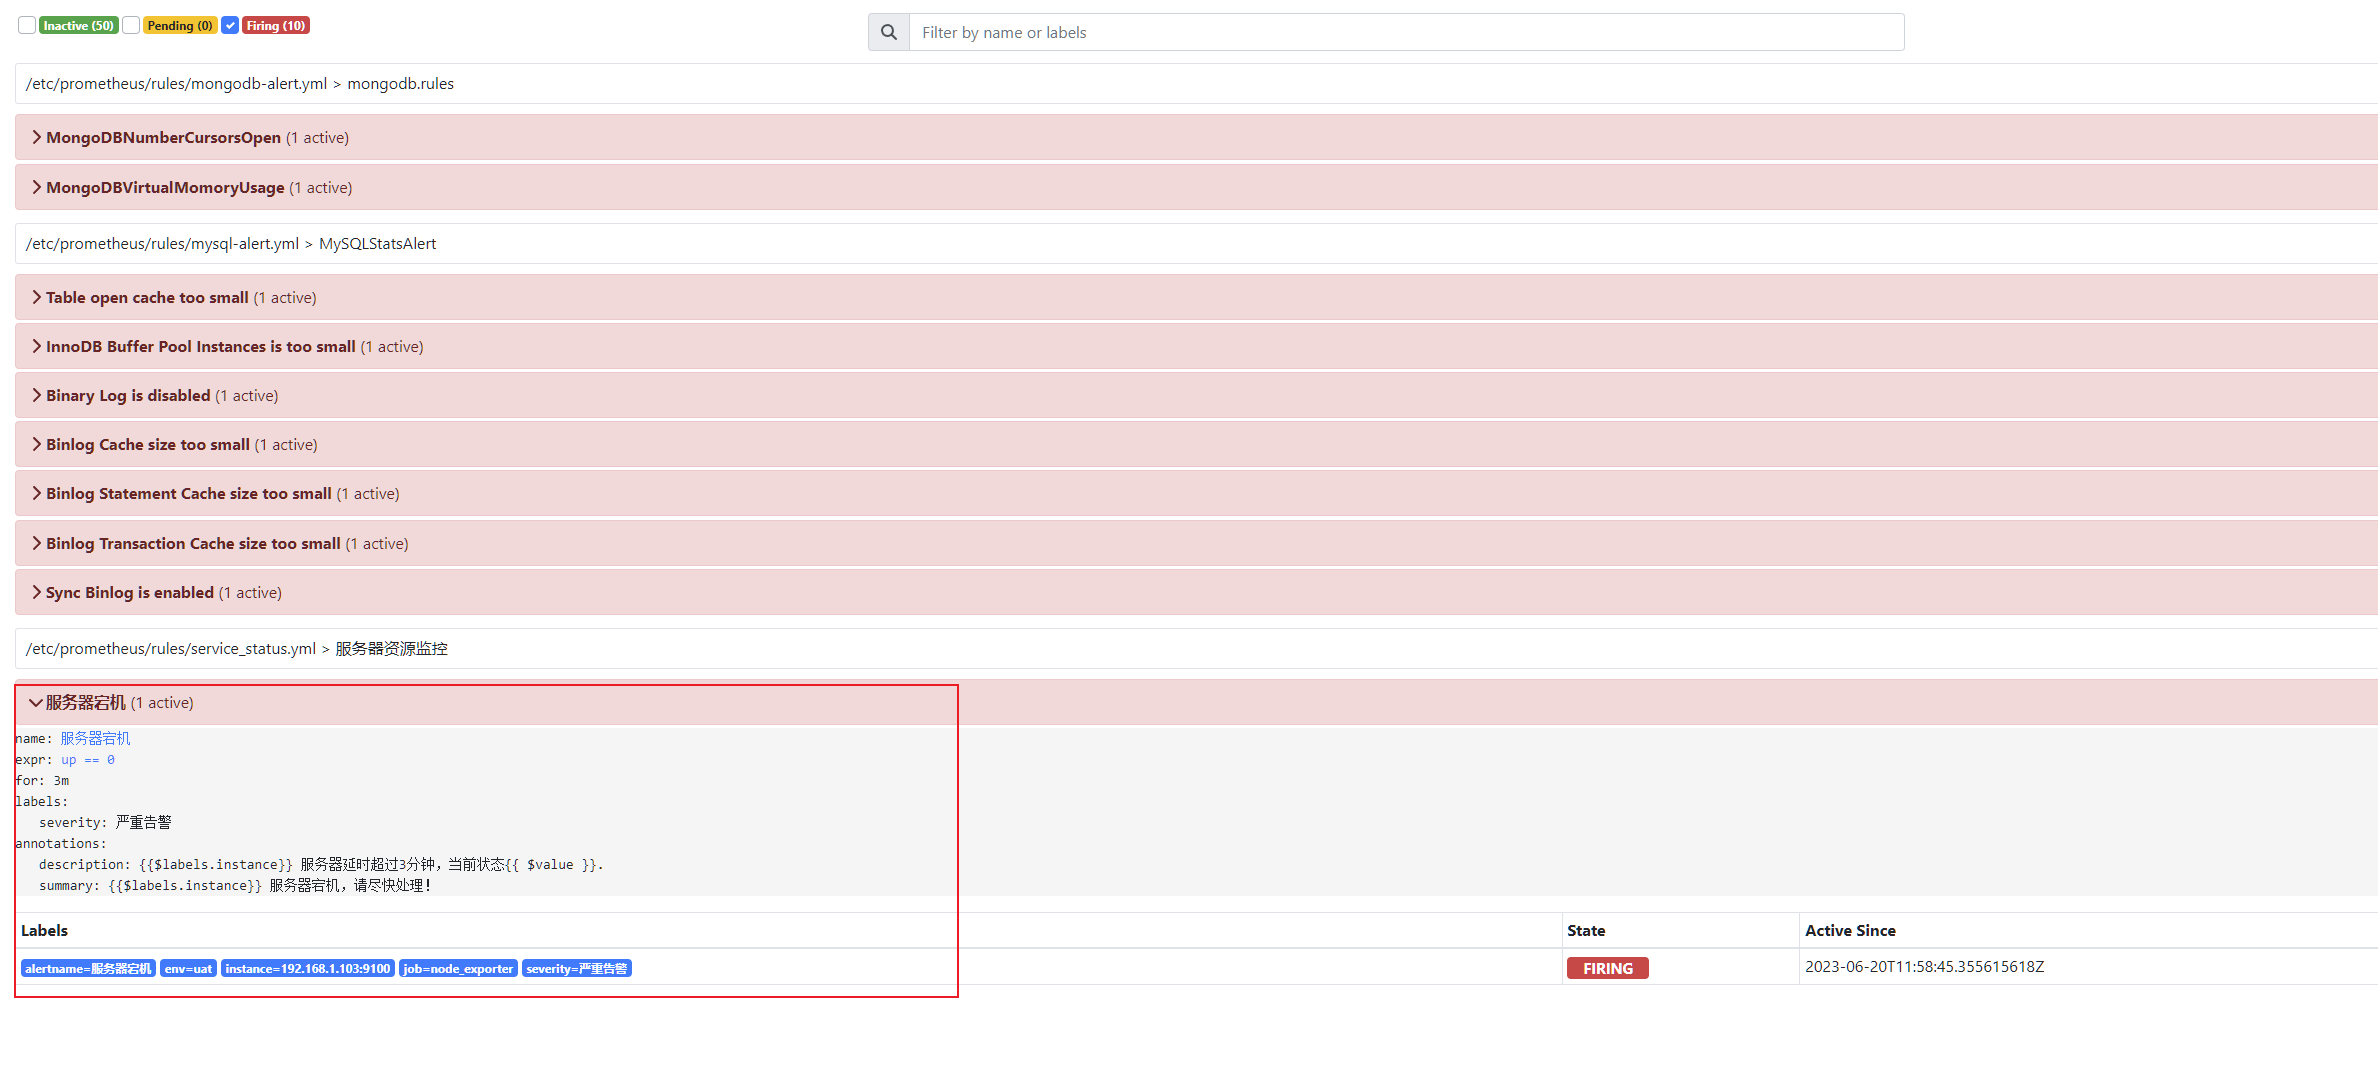 Inactive (50) Pending (0) Firing (10)
Filter by name or labels
/etc/prometheus/rules/mongodb-alert.yml > mongodb.rules
MongoDBNumberCursorsOpen (1 active)
MongoDBVirtualMomoryUsage (1 active)
/etc/prometheus/rules/mysql-alert.yml > MySQLStatsAlert
Table open cache too small (1 active)
InnoDB Buffer Pool Instances is too small (1 active)
Binary Log is disabled (1 active)
Binlog Cache size too small (1 active)
Binlog Statement Cache size too small (1 active)
Binlog Transaction Cache size too small (1 active)
Sync Binlog is enabled (1 active)
/etc/prometheus/rules/service_status.yml > 服务器资源监控
服务器宕机 (1 active)
name: 服务器宕机
expr: up == 0
for: 3m
labels:
severity: 严重告警
annotations:
description: {{$labels.instance}} 服务器延时超过3分钟，当前状态{{ $value }}.
summary: {{$labels.instance}} 服务器宕机，请尽快处理！
Labels State Active Since
alertname=服务器宕机 env=uat instance=192.168.1.103:9100 job=node_exporter severity=严重告警 FIRING 2023-06-20T11:58:45.355615618Z